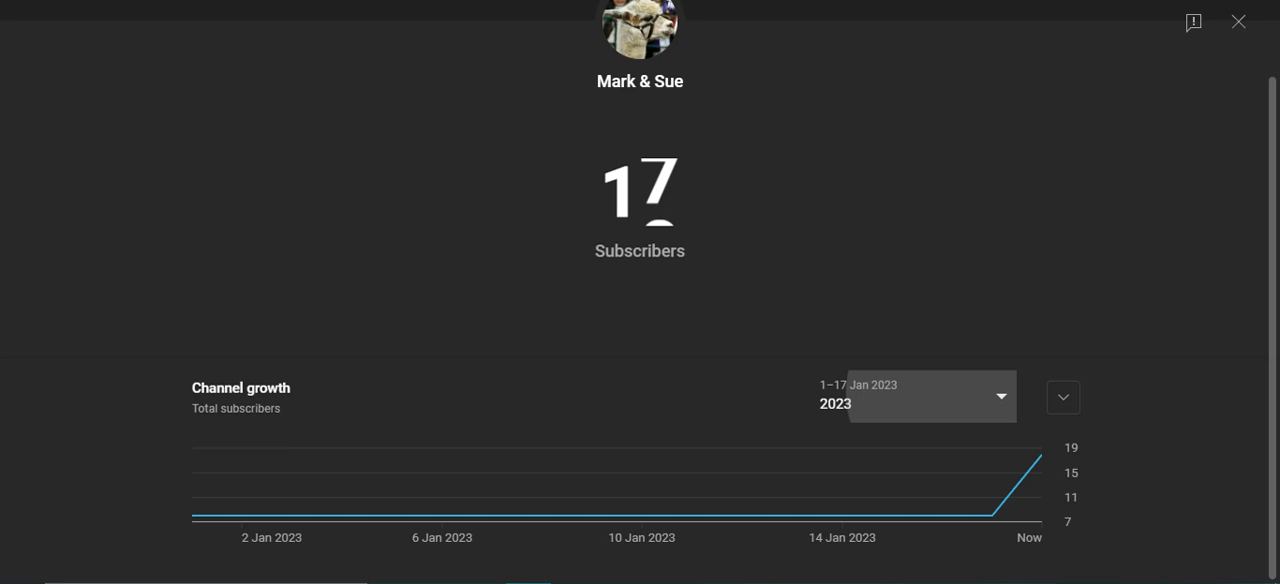 Mark & Sue
17
Subscribers
Channel growth
Total subscribers
1–17 Jan 2023
2023
19
15
11
7
2 Jan 2023
6 Jan 2023
10 Jan 2023
14 Jan 2023
Now